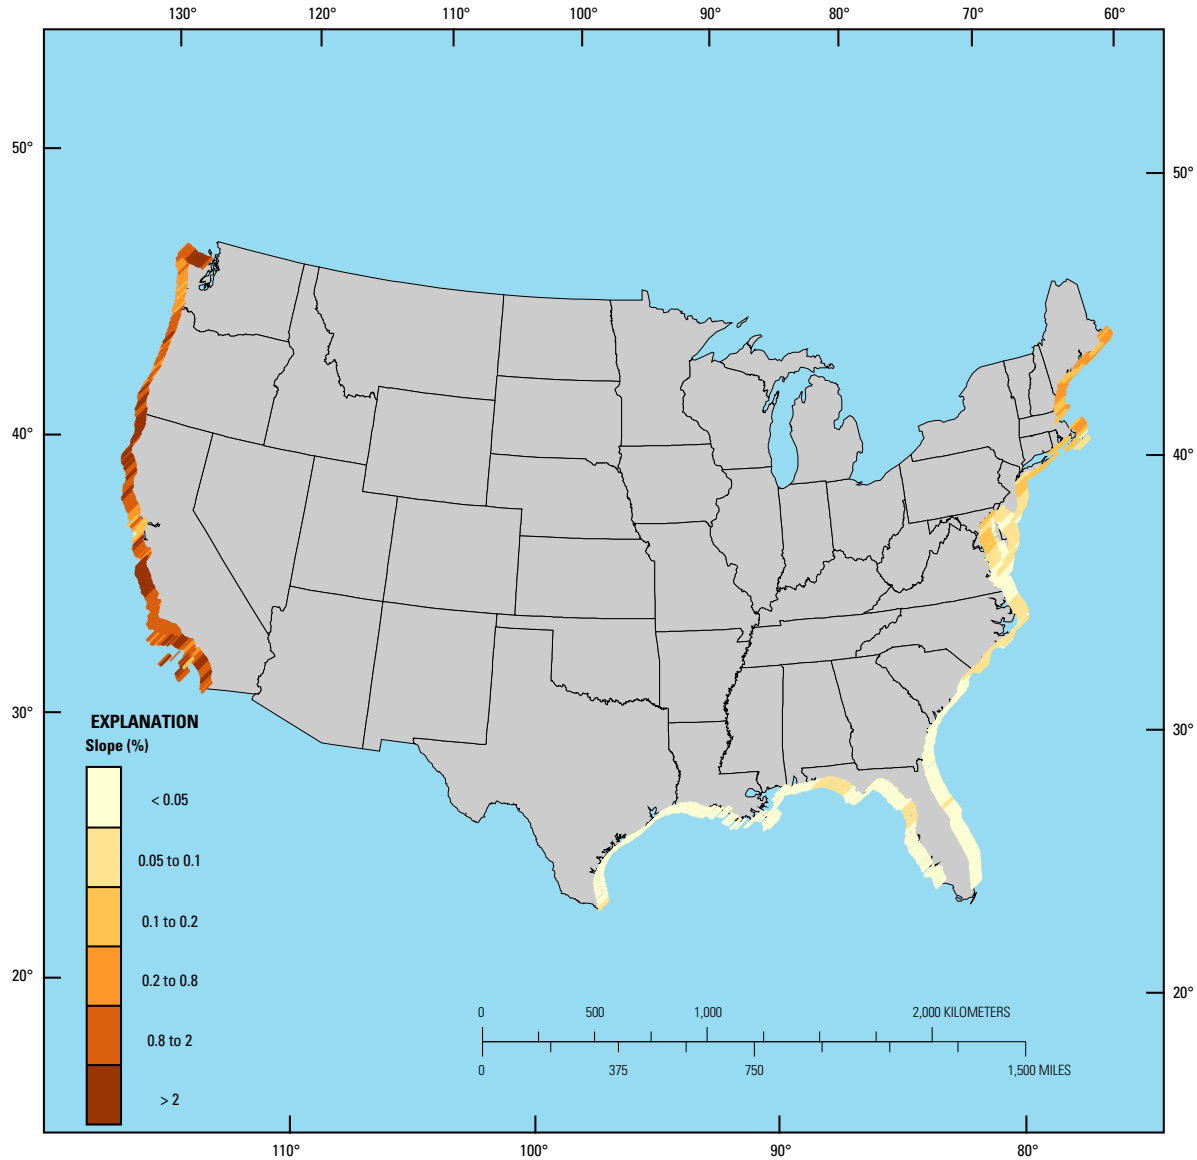 130° 120° 110° 100° 90° 80° 70° 60°
50° 50°
40° 40°
30° 30°
EXPLANATION
Slope (%)
< 0.05
0.05 to 0.1
0.1 to 0.2
0.2 to 0.8
0.8 to 2
> 2
20° 20°
0 500 1,000 2,000 KILOMETERS
0 375 750 1,500 MILES
110° 100° 90° 80°